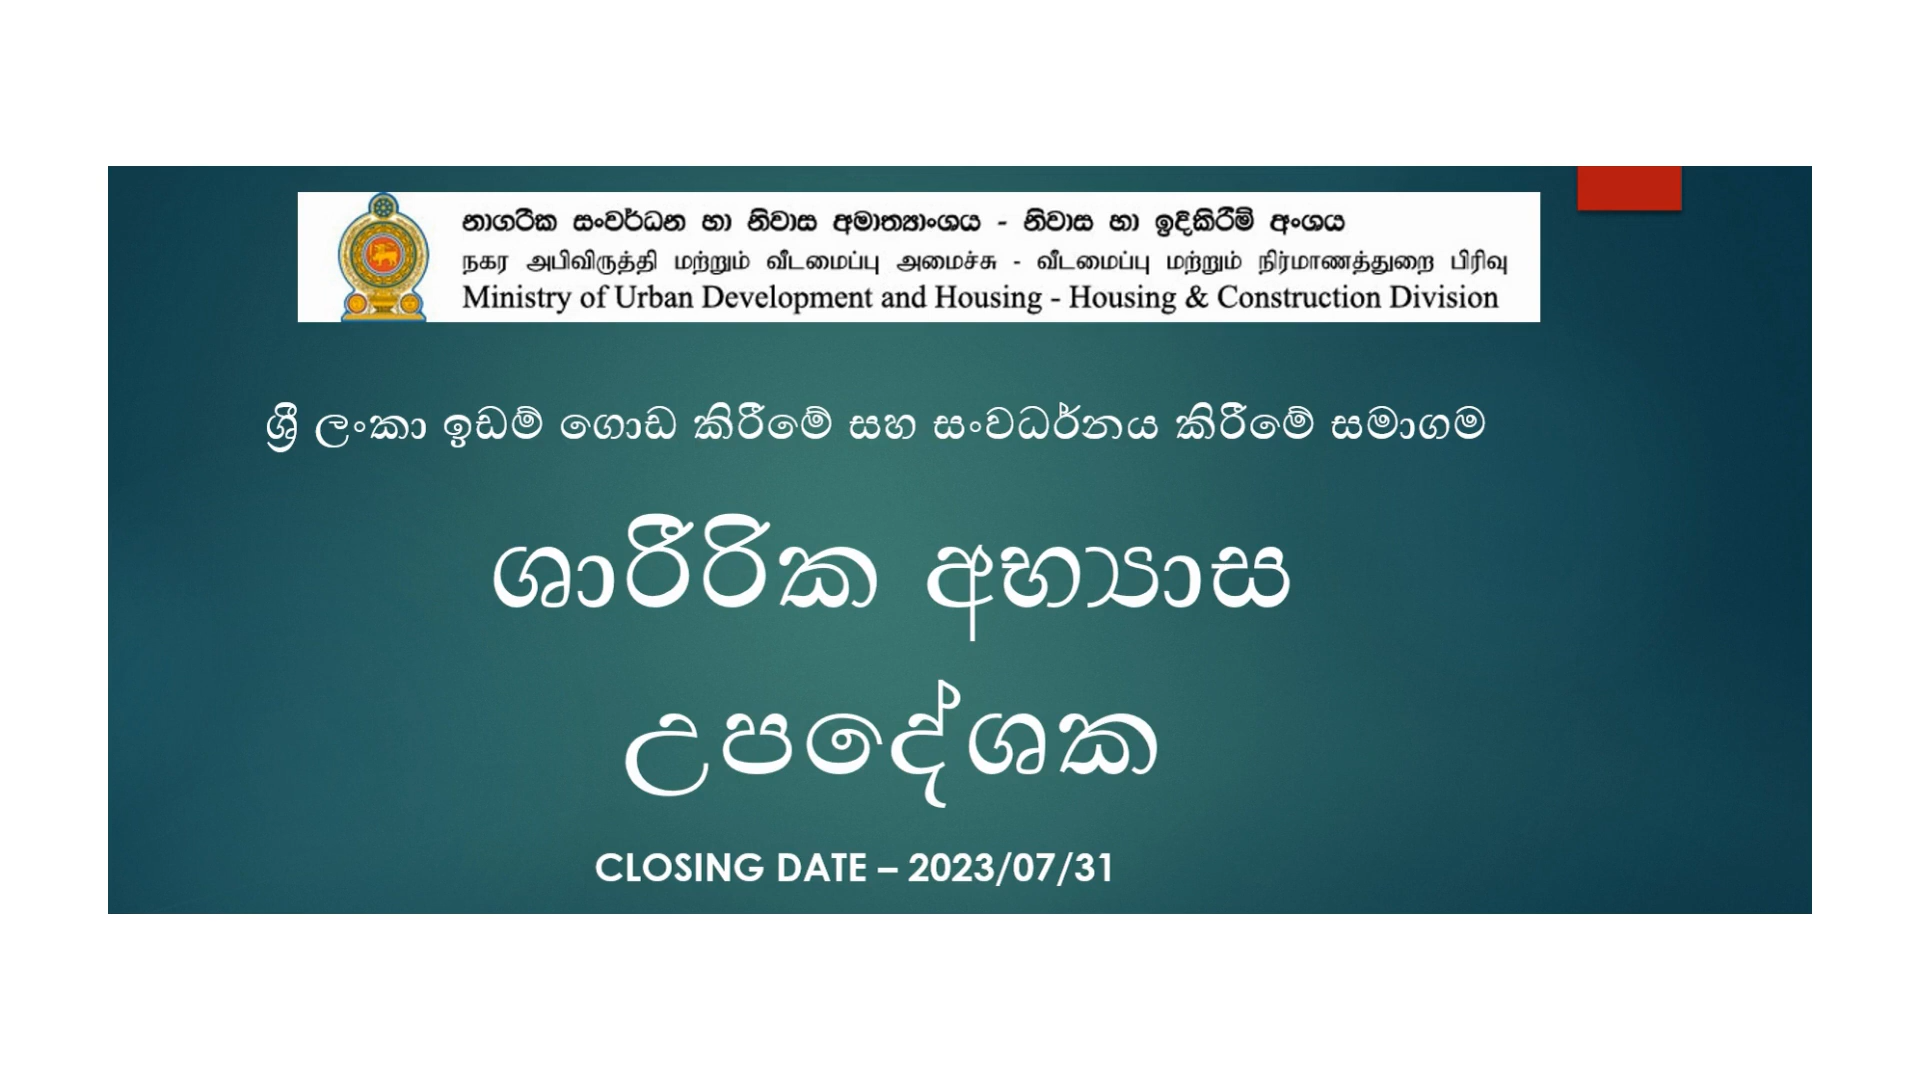 නාගරික සංවර්ධන හා නිවාස අමාත්‍යාංශය - නිවාස හා ඉදිකිරීම් අංශය
நகர அபிவிருத்தி மற்றும் வீடமைப்பு அமைச்சு - வீடமைப்பு மற்றும் நிர்மாணத்துறை பிரிவு
Ministry of Urban Development and Housing - Housing & Construction Division
ශ්‍රී ලංකා ඉඩම් ගොඩ කිරීමේ සහ සංවධර්නය කිරීමේ සමාගම
ශාරීරික අභ්‍යාස
උපදේශක
CLOSING DATE – 2023/07/31